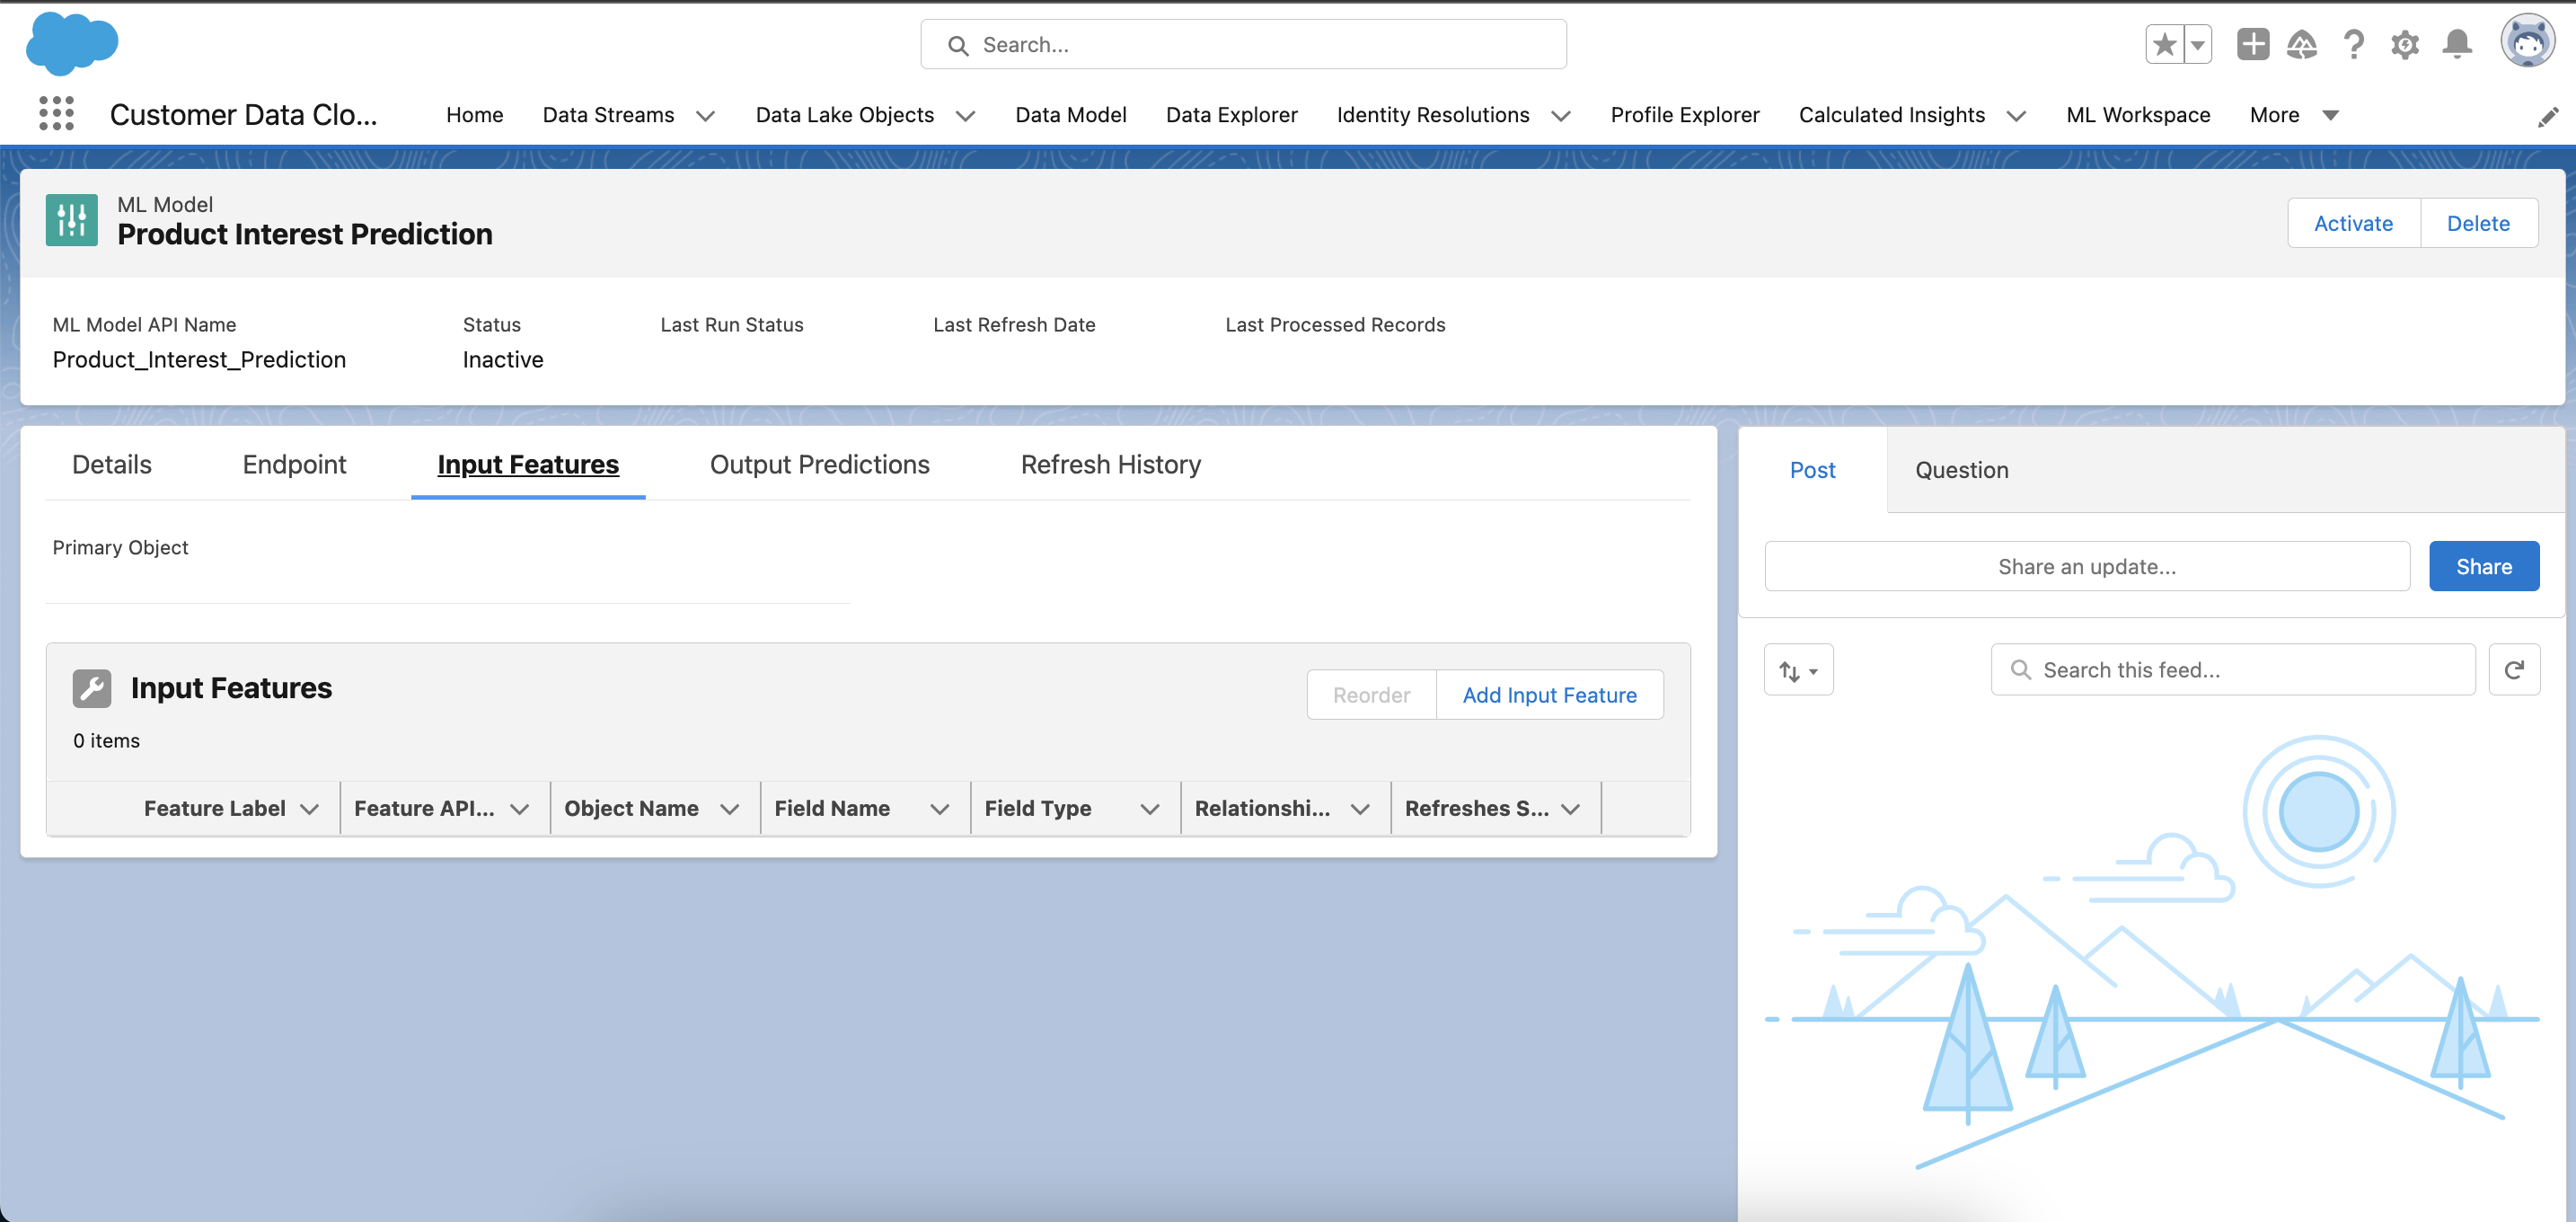 Search...
Customer Data Clo...
Home
Data Streams
Data Lake Objects
Data Model
Data Explorer
Identity Resolutions
Profile Explorer
Calculated Insights
ML Workspace
More
ML Model
Product Interest Prediction
Activate
Delete
ML Model API Name
Product_Interest_Prediction
Status
Inactive
Last Run Status
Last Refresh Date
Last Processed Records
Details
Endpoint
Input Features
Output Predictions
Refresh History
Primary Object
Input Features
0 items
Reorder
Add Input Feature
Feature Label
Feature API...
Object Name
Field Name
Field Type
Relationshi...
Refreshes S...
Post
Question
Share an update...
Share
Search this feed...